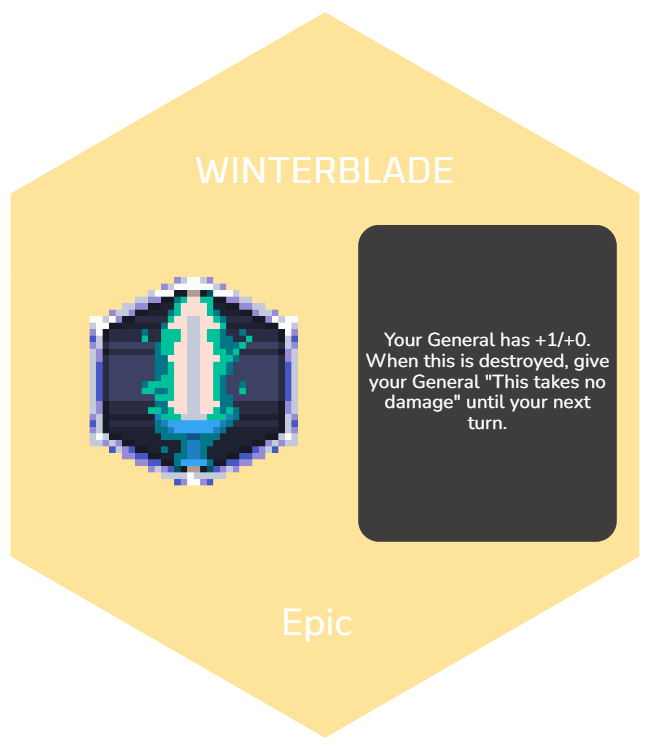 WINTERBLADE
Your General has +1/+0.
When this is destroyed, give
your General "This takes no
damage" until your next
turn.
Epic